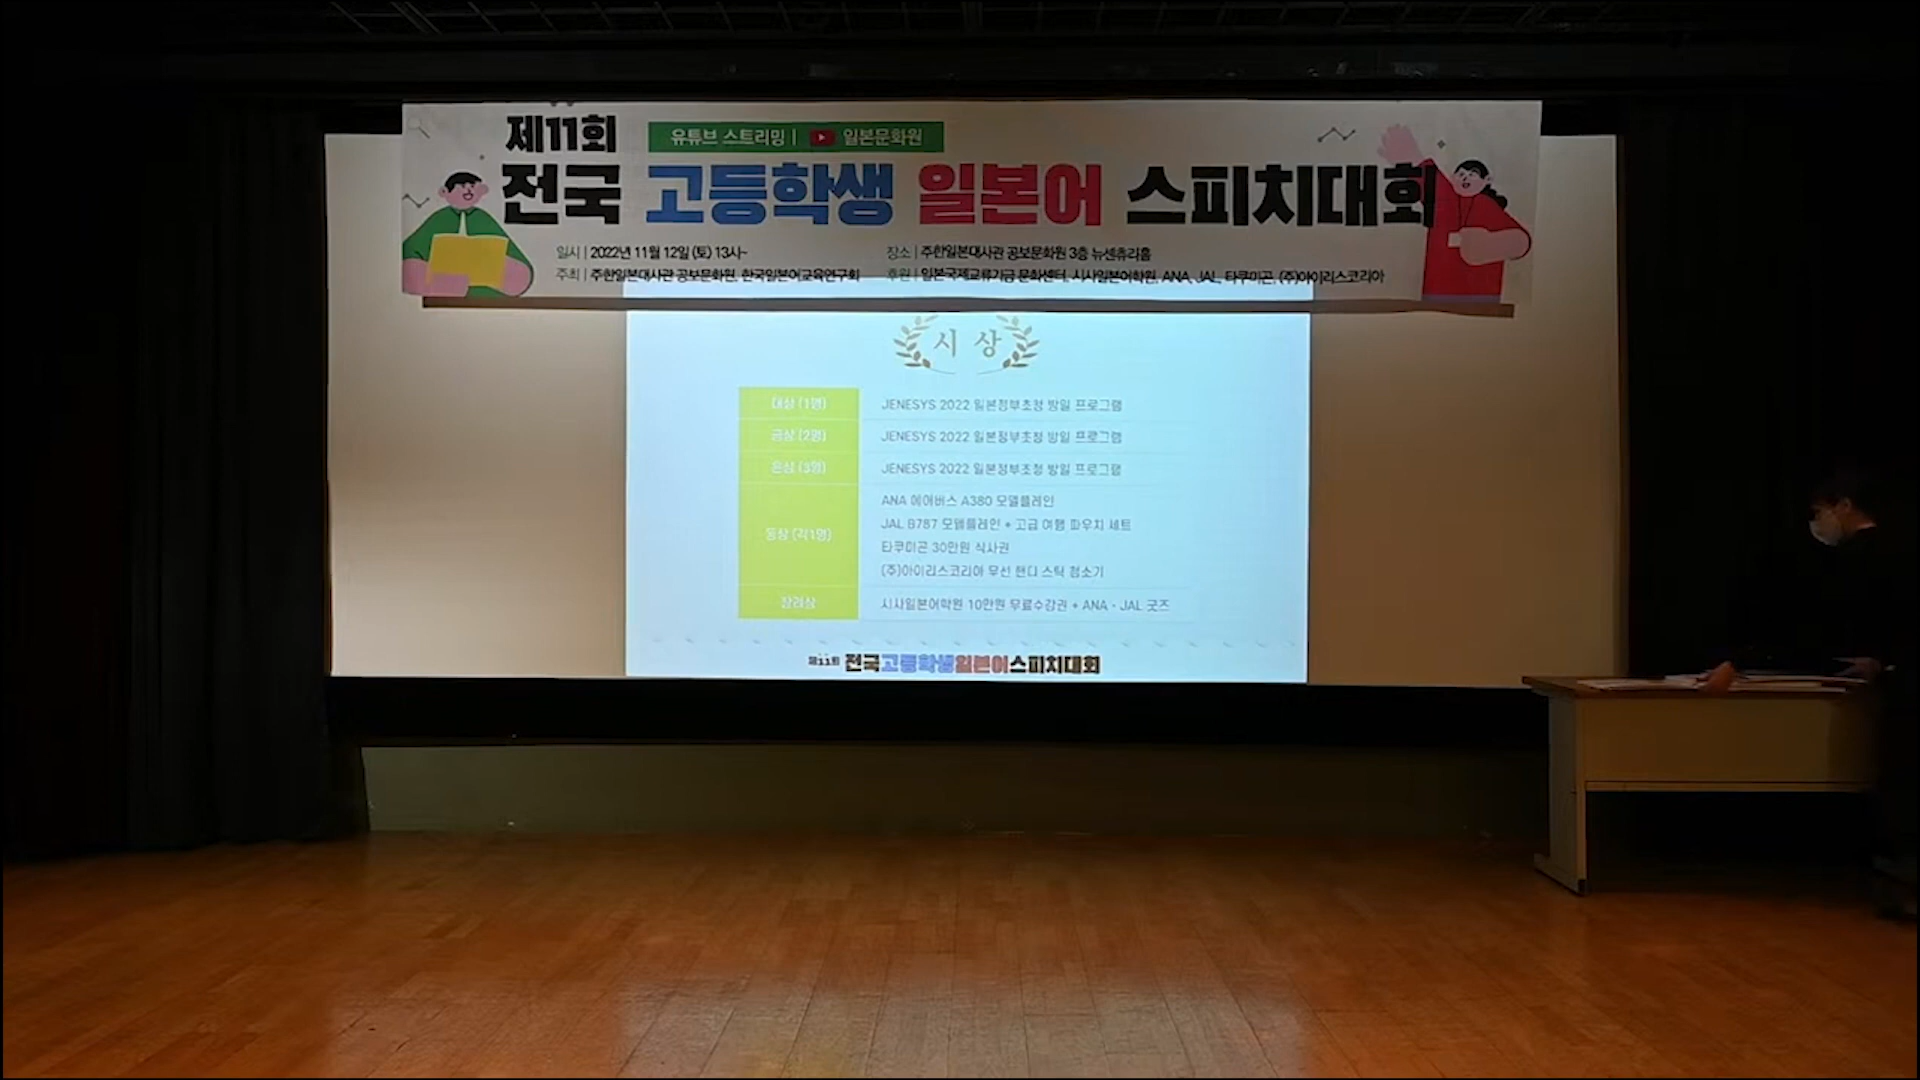 제11회
유튜브 스트리밍 | 일본문화원
전국 고등학생 일본어 스피치대회
일시 | 2022년 11월 12일 (토) 13시~
장소 | 주한일본대사관 공보문화원 3층 뉴센츄리홀
주최 | 주한일본대사관 공보문화원, 한국일본어교육연구회
후원 | 일본국제교류기금 문화센터, 시사일본어학원, ANA, JAL, 타쿠미곤, (주)아이리스코리아
시 상
대상 (1명) JENESYS 2022 일본정부초청 방일 프로그램
금상 (2명) JENESYS 2022 일본정부초청 방일 프로그램
은상 (3명) JENESYS 2022 일본정부초청 방일 프로그램
동상 (각1명)
ANA 에어버스 A380 모델플레인
JAL B787 모델플레인 + 고급 여행 파우치 세트
타쿠미곤 30만원 식사권
(주)아이리스코리아 무선 핸디 스틱 청소기
장려상 시사일본어학원 10만원 무료수강권 + ANA · JAL 굿즈
제11회 전국고등학생일본어스피치대회